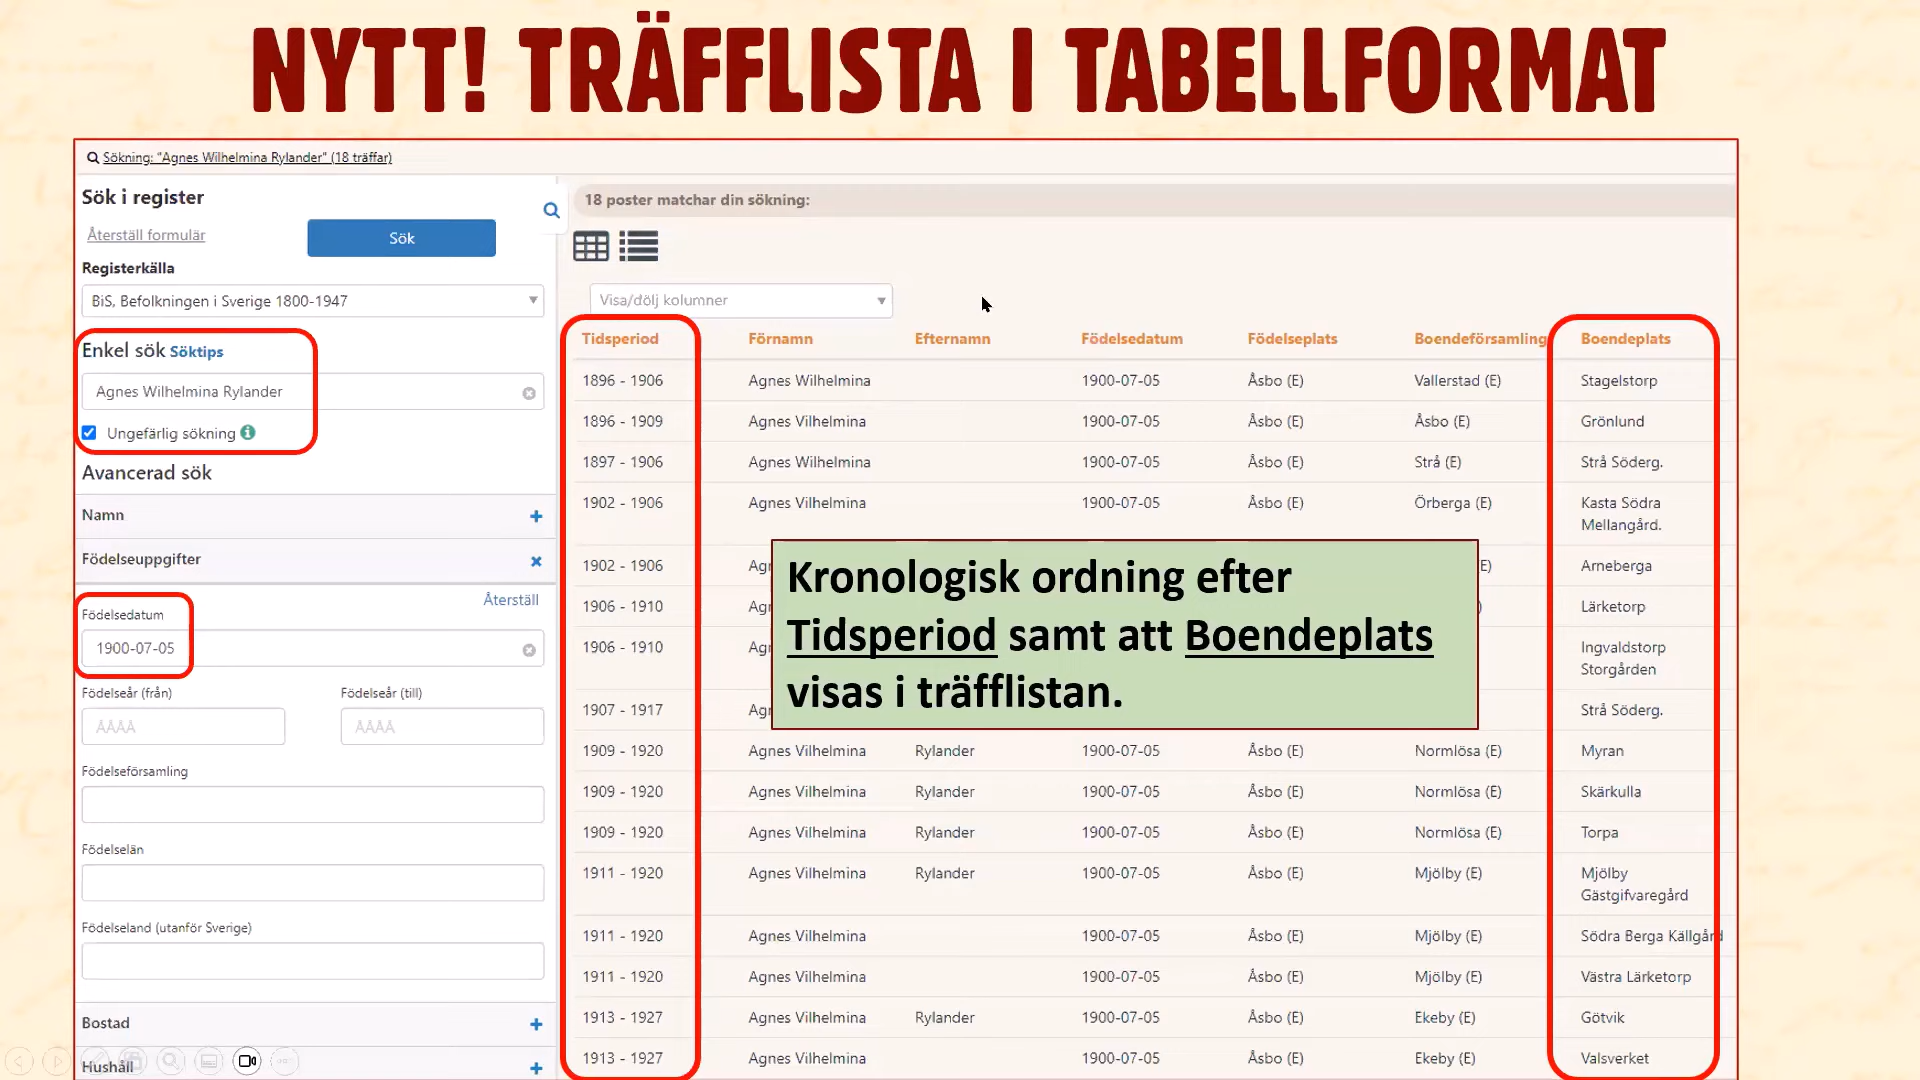 NYTT! TRÄFFLISTA I TABELLFORMAT
Sökning: "Agnes Wilhelmina Rylander" (18 träffar)
Sök i register
Återställ formulär
Sök
Registerkälla
BiS, Befolkningen i Sverige 1800-1947
Enkel sök Söktips
Agnes Wilhelmina Rylander
Ungefärlig sökning
Avancerad sök
Namn
Födelseuppgifter
Återställ
Födelsedatum
1900-07-05
Födelseår (från) Födelseår (till)
ÅÅÅÅ ÅÅÅÅ
Födelseförsamling
Födelselän
Födelseland (utanför Sverige)
Bostad
Hushåll
18 poster matchar din sökning:
Visa/dölj kolumner
Tidsperiod Förnamn Efternamn Födelsedatum Födelseplats Boendeförsamling Boendeplats
1896 - 1906 Agnes Wilhelmina 1900-07-05 Åsbo (E) Vallerstad (E) Stagelstorp
1896 - 1909 Agnes Vilhelmina 1900-07-05 Åsbo (E) Åsbo (E) Grönlund
1897 - 1906 Agnes Wilhelmina 1900-07-05 Åsbo (E) Strå (E) Strå Söderg.
1902 - 1906 Agnes Vilhelmina 1900-07-05 Åsbo (E) Örberga (E) Kasta Södra
Mellangård.
1902 - 1906 Ag E) Arneberga
1906 - 1910 Ag ) Lärketorp
1906 - 1910 Ag Ingvaldstorp
Storgården
1907 - 1917 Ag Strå Söderg.
Kronologisk ordning efter
Tidsperiod samt att Boendeplats
visas i träfflistan.
1909 - 1920 Agnes Vilhelmina Rylander 1900-07-05 Åsbo (E) Normlösa (E) Myran
1909 - 1920 Agnes Vilhelmina Rylander 1900-07-05 Åsbo (E) Normlösa (E) Skärkulla
1909 - 1920 Agnes Vilhelmina Rylander 1900-07-05 Åsbo (E) Normlösa (E) Torpa
1911 - 1920 Agnes Vilhelmina Rylander 1900-07-05 Åsbo (E) Mjölby (E) Mjölby
Gästgifvaregård
1911 - 1920 Agnes Vilhelmina 1900-07-05 Åsbo (E) Mjölby (E) Södra Berga Källgård
1911 - 1920 Agnes Vilhelmina 1900-07-05 Åsbo (E) Mjölby (E) Västra Lärketorp
1913 - 1927 Agnes Vilhelmina Rylander 1900-07-05 Åsbo (E) Ekeby (E) Götvik
1913 - 1927 Agnes Vilhelmina 1900-07-05 Åsbo (E) Ekeby (E) Valsverket